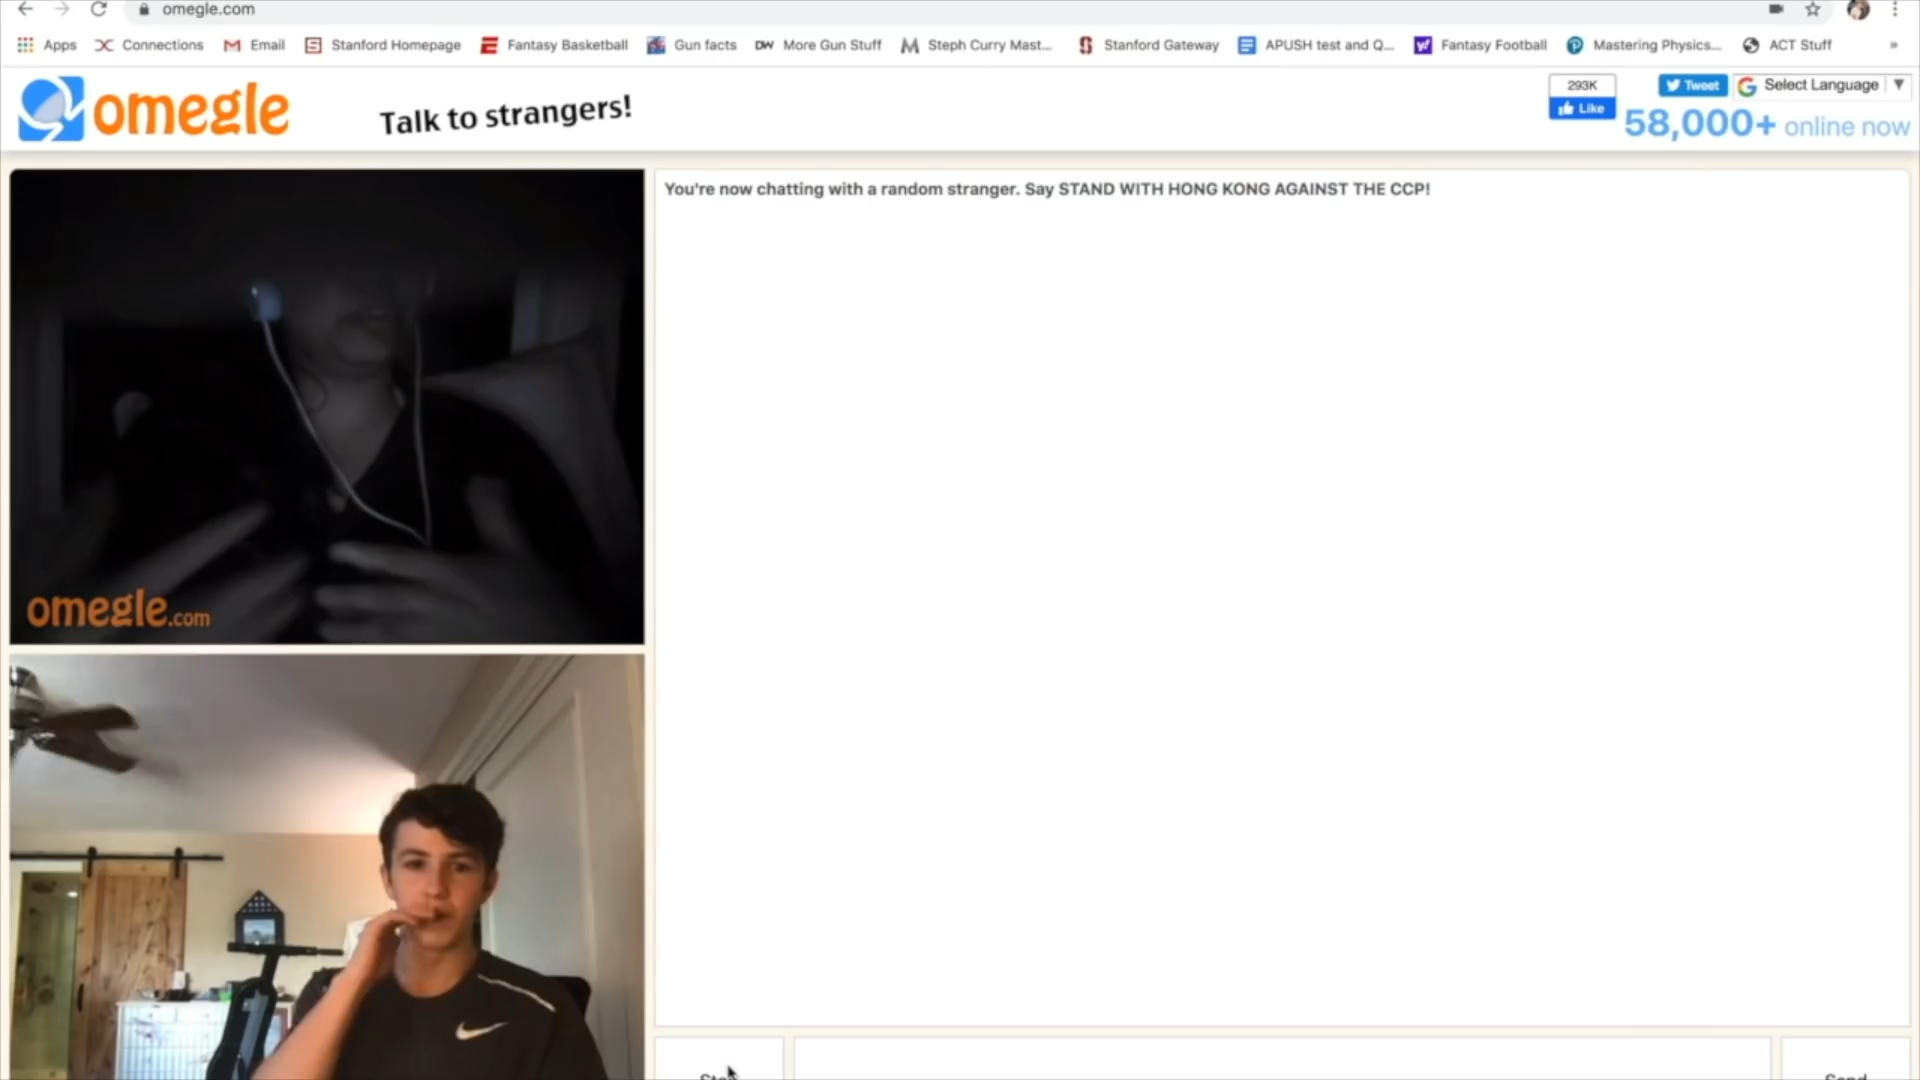 omegle.com
Apps Connections Email Stanford Homepage Fantasy Basketball Gun facts DW More Gun Stuff Steph Curry Mast... Stanford Gateway APUSH test and Q... Fantasy Football Mastering Physics... ACT Stuff »
omegle Talk to strangers! 293K Like Tweet Select Language
58,000+ online now
You're now chatting with a random stranger. Say STAND WITH HONG KONG AGAINST THE CCP!
omegle.com
Send